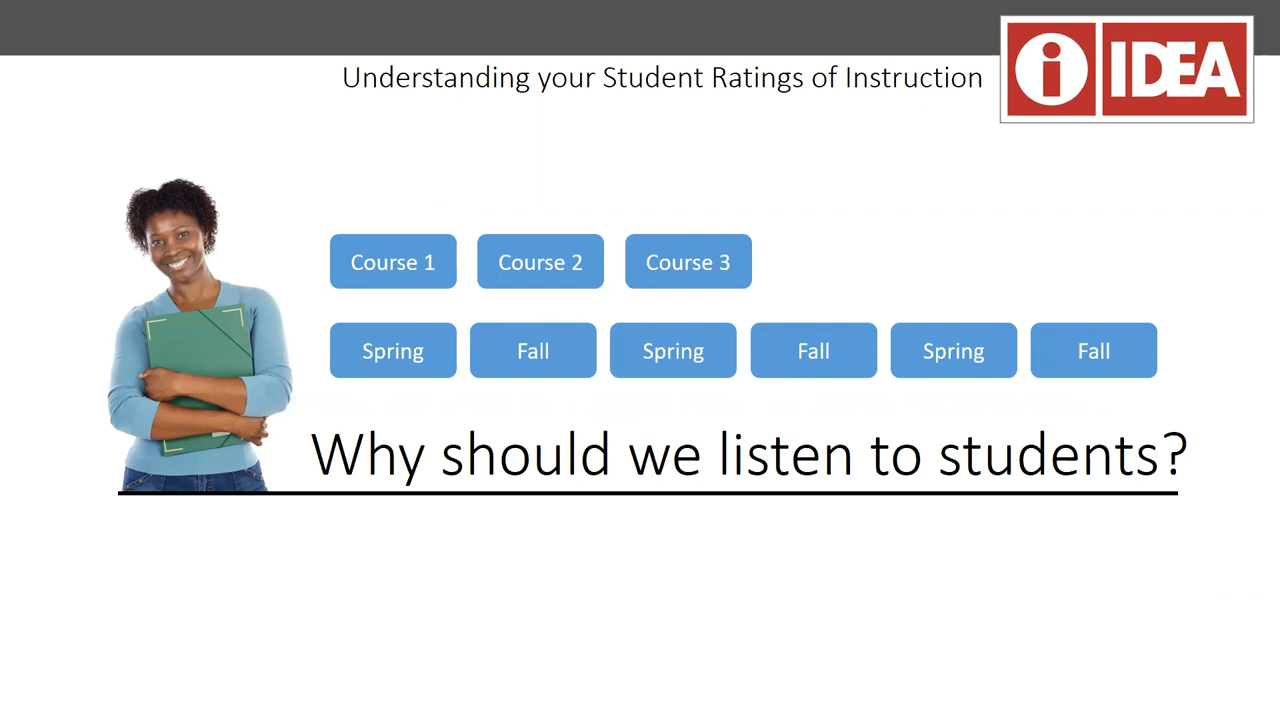 i IDEA
Understanding your Student Ratings of Instruction
Course 1 Course 2 Course 3
Spring Fall Spring Fall Spring Fall
Why should we listen to students?